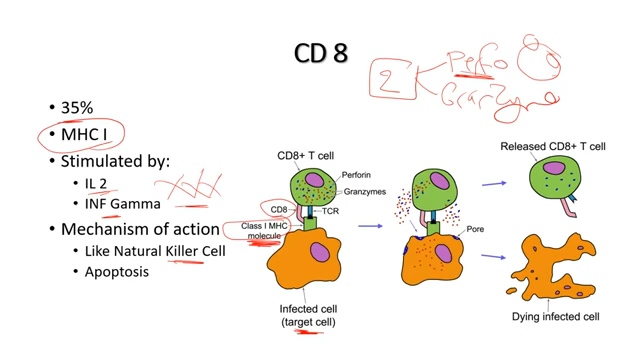 CD 8
2
Perfo
Granzyme
• 35%
• MHC I
• Stimulated by:
• IL 2
• INF Gamma
• Mechanism of action
• Like Natural Killer Cell
• Apoptosis
CD8+ T cell
Perforin
Granzymes
CD8
TCR
Class I MHC
molecule
Infected cell
(target cell)
Pore
Released CD8+ T cell
Dying infected cell